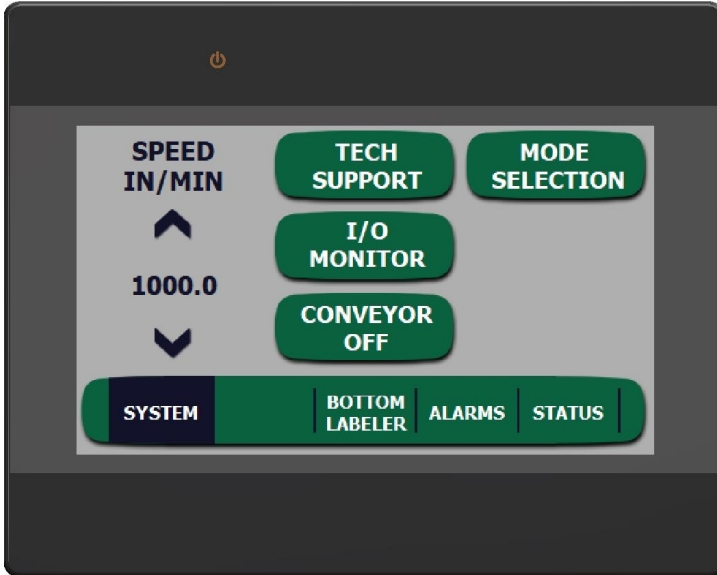 SPEED
IN/MIN
1000.0
TECH
SUPPORT
MODE
SELECTION
I/O
MONITOR
CONVEYOR
OFF
SYSTEM
BOTTOM
LABELER
ALARMS
STATUS